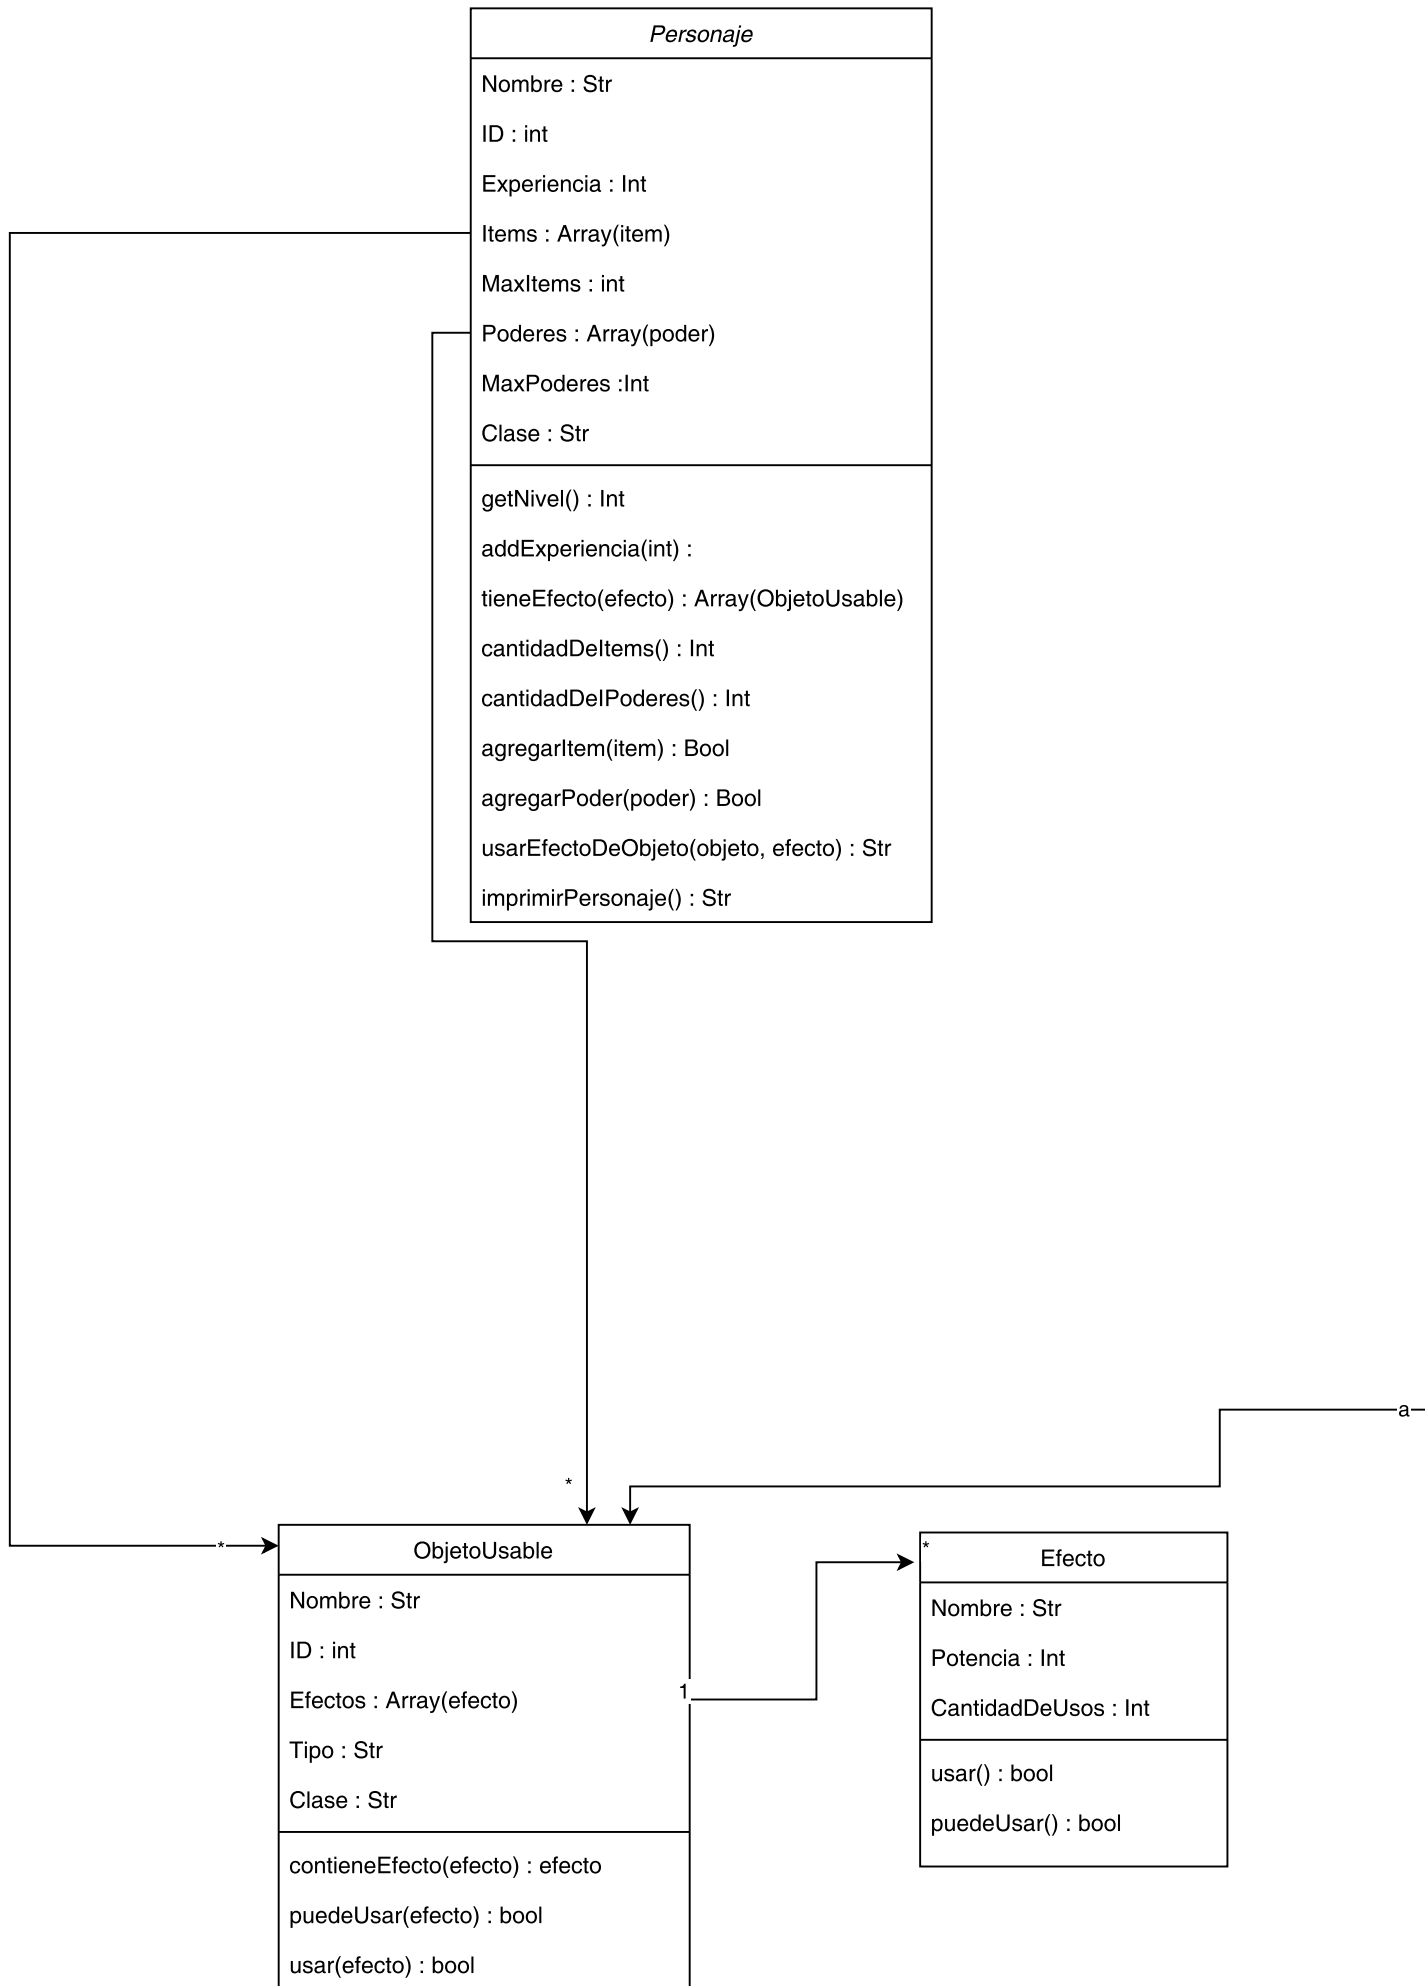 Personaje
Nombre : Str
ID : int
Experiencia : Int
Items : Array(item)
MaxItems : int
Poderes : Array(poder)
MaxPoderes :Int
Clase : Str
getNivel() : Int
addExperiencia(int) :
tieneEfecto(efecto) : Array(ObjetoUsable)
cantidadDeItems() : Int
cantidadDeIPoderes() : Int
agregarItem(item) : Bool
agregarPoder(poder) : Bool
usarEfectoDeObjeto(objeto, efecto) : Str
imprimirPersonaje() : Str
a
*
*
ObjetoUsable
Nombre : Str
ID : int
Efectos : Array(efecto)
1
Tipo : Str
Clase : Str
contieneEfecto(efecto) : efecto
puedeUsar(efecto) : bool
usar(efecto) : bool
*
Efecto
Nombre : Str
Potencia : Int
CantidadDeUsos : Int
usar() : bool
puedeUsar() : bool